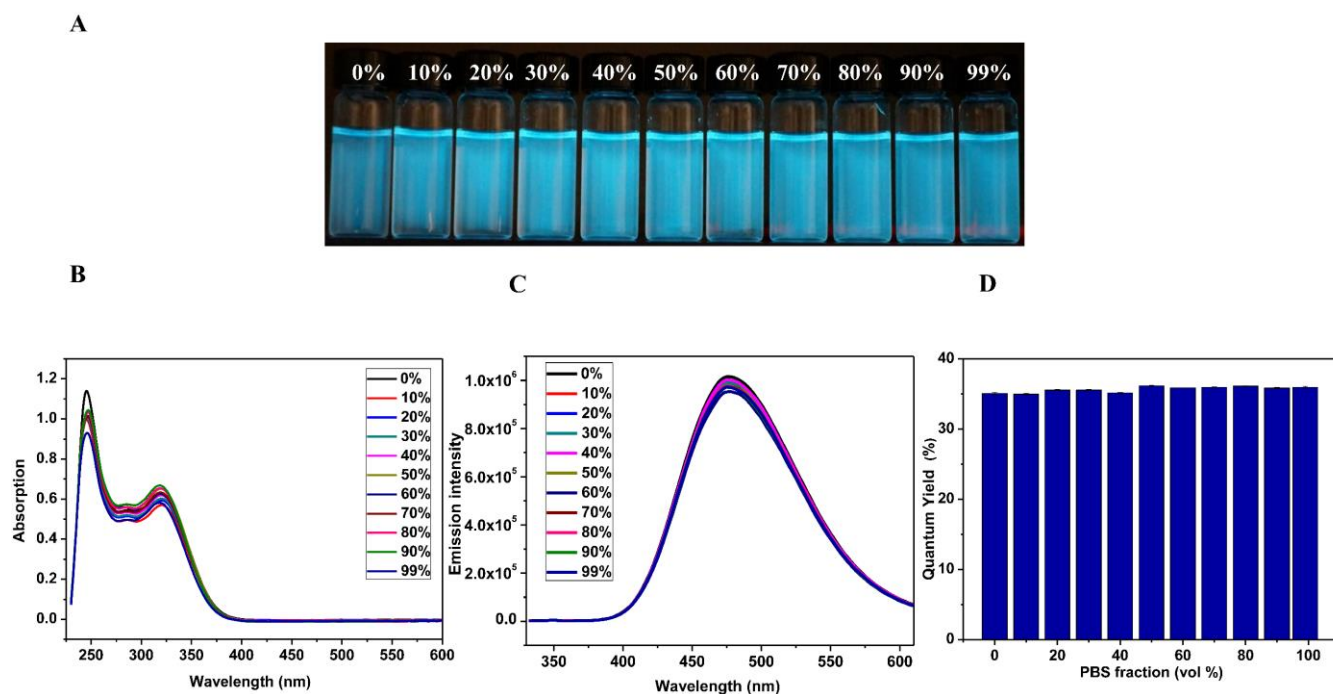 A
0% 10% 20% 30% 40% 50% 60% 70% 80% 90% 99%
B
C
D
1.2
1.0
0.8
0.6
0.4
0.2
0.0
Absorption
0%
10%
20%
30%
40%
50%
60%
70%
80%
90%
99%
250 300 350 400 450 500 550 600
Wavelength (nm)
1.0x10⁶
8.0x10⁵
6.0x10⁵
4.0x10⁵
2.0x10⁵
0.0
Emission intensity
0%
10%
20%
30%
40%
50%
60%
70%
80%
90%
99%
350 400 450 500 550 600
Wavelength (nm)
40
30
20
10
0
Quantum Yield (%)
0 20 40 60 80 100
PBS fraction (vol %)